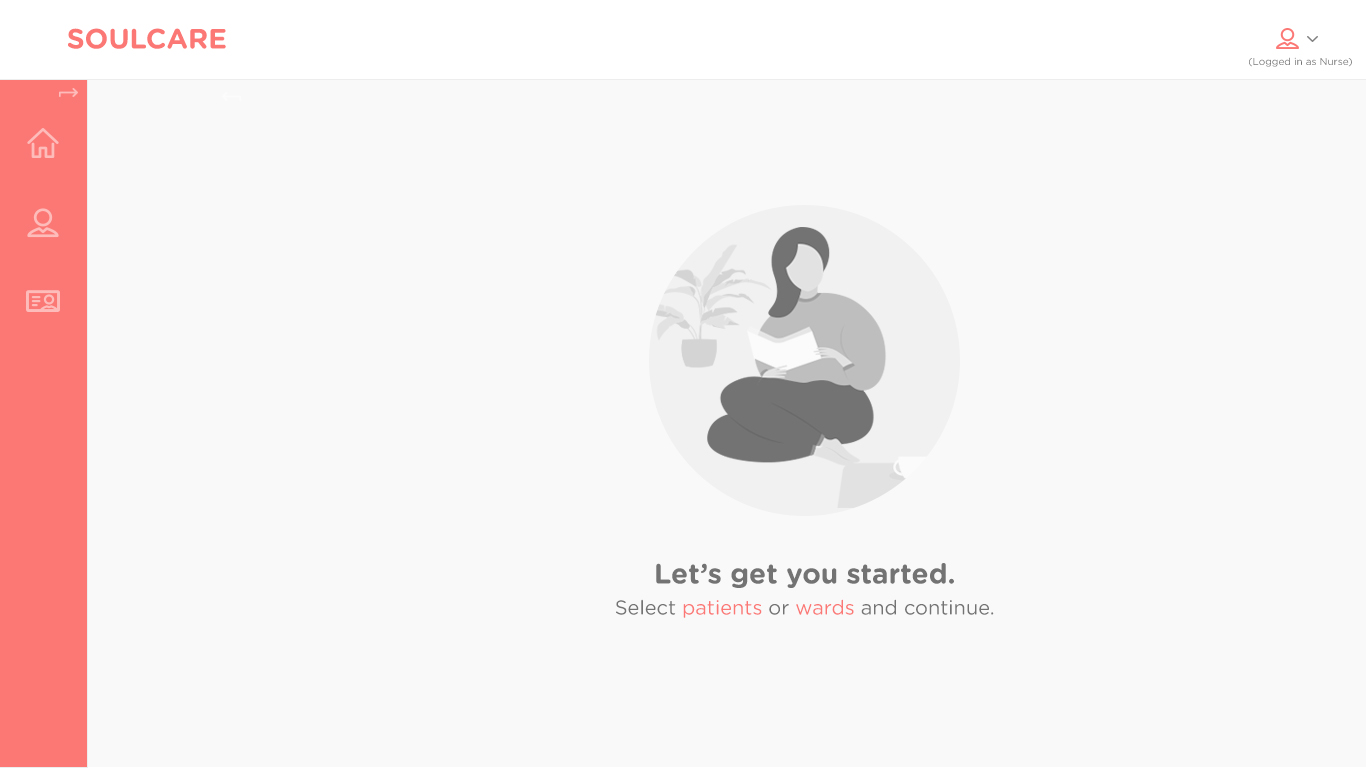 SOULCARE
(Logged in as Nurse)
Let’s get you started.
Select patients or wards and continue.